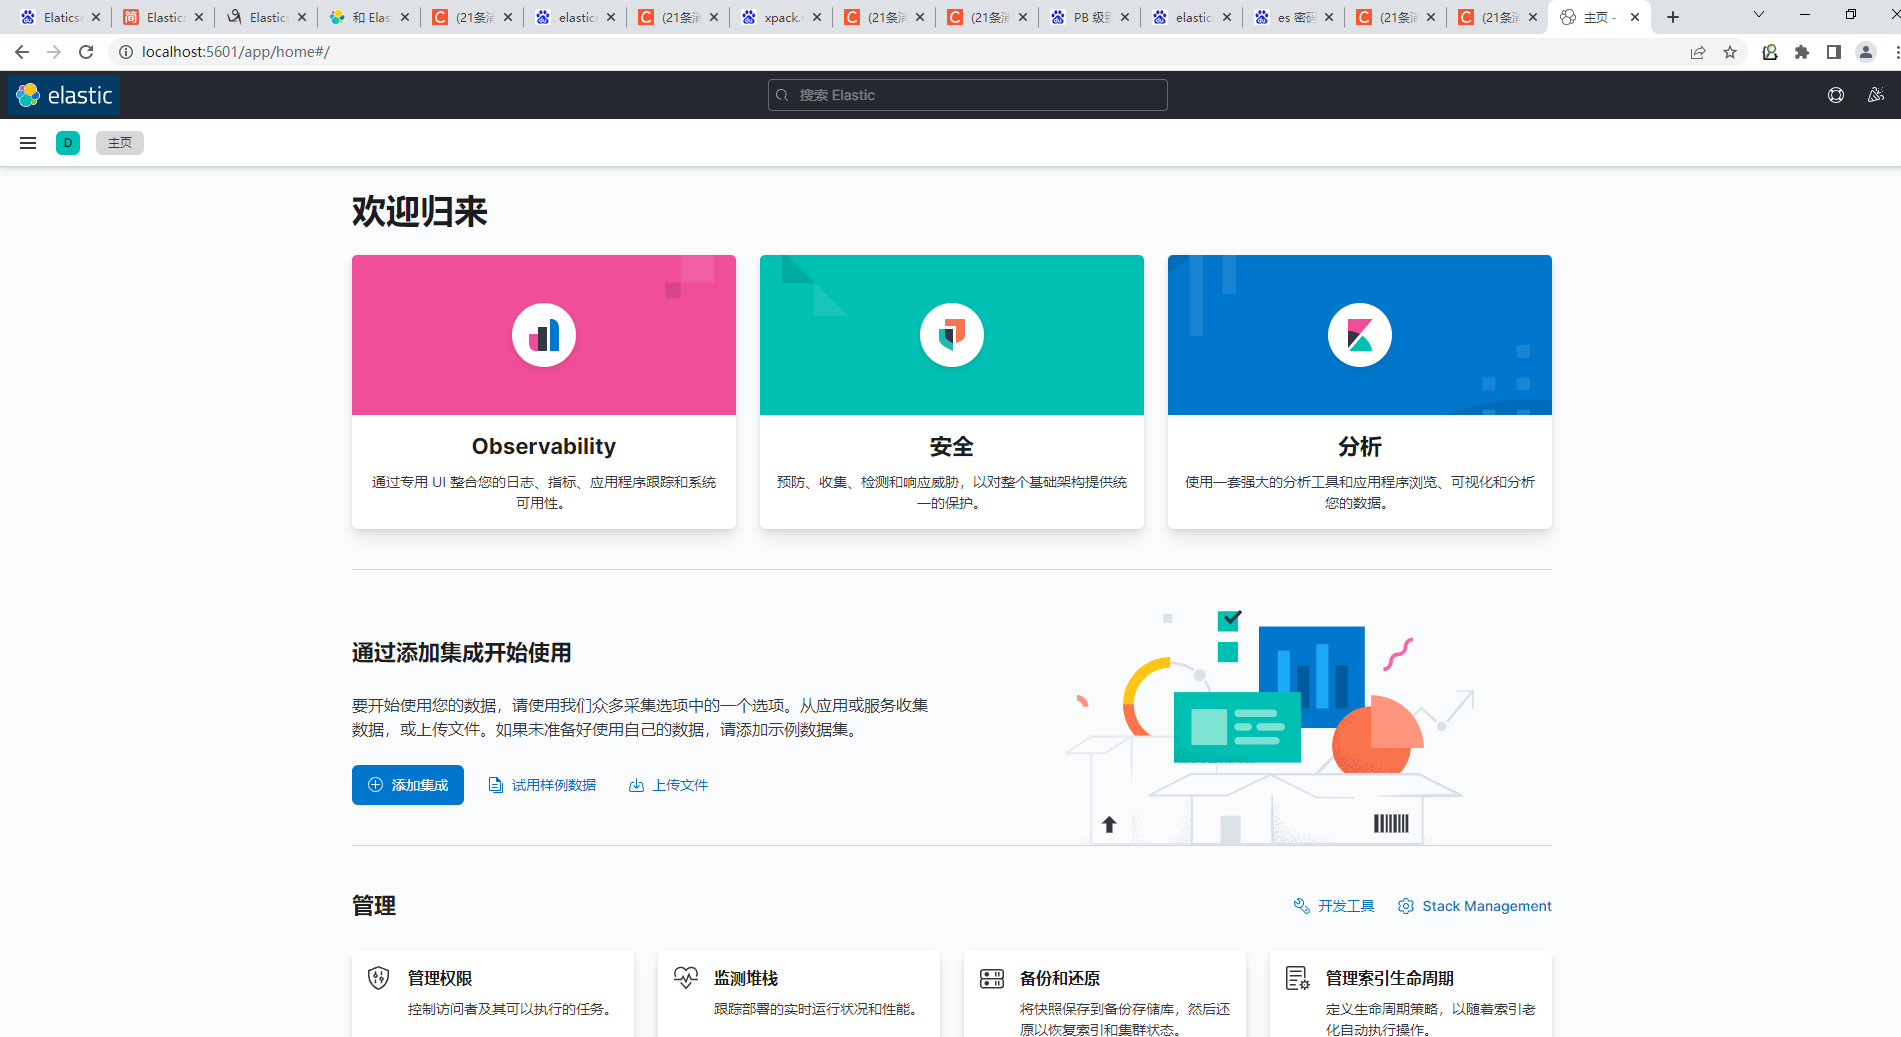 Elatics
Elastics
Elastics
和 Elas
(21条消
elastics
(21条消
xpack.s
(21条消
(21条消
PB 级别
elastic
es 密码
(21条消
(21条消
主页 -
localhost:5601/app/home#/
elastic
搜索 Elastic
D
主页
欢迎归来
Observability
通过专用 UI 整合您的日志、指标、应用程序跟踪和系统
可用性。
安全
预防、收集、检测和响应威胁，以对整个基础架构提供统
一的保护。
分析
使用一套强大的分析工具和应用程序浏览、可视化和分析
您的数据。
通过添加集成开始使用
要开始使用您的数据，请使用我们众多采集选项中的一个选项。从应用或服务收集
数据，或上传文件。如果未准备好使用自己的数据，请添加示例数据集。
添加集成
试用样例数据
上传文件
管理
开发工具
Stack Management
管理权限
控制访问者及其可以执行的任务。
监测堆栈
跟踪部署的实时运行状况和性能。
备份和还原
将快照保存到备份存储库，然后还
原以恢复索引和集群状态。
管理索引生命周期
定义生命周期策略，以随着索引老
化自动执行操作。